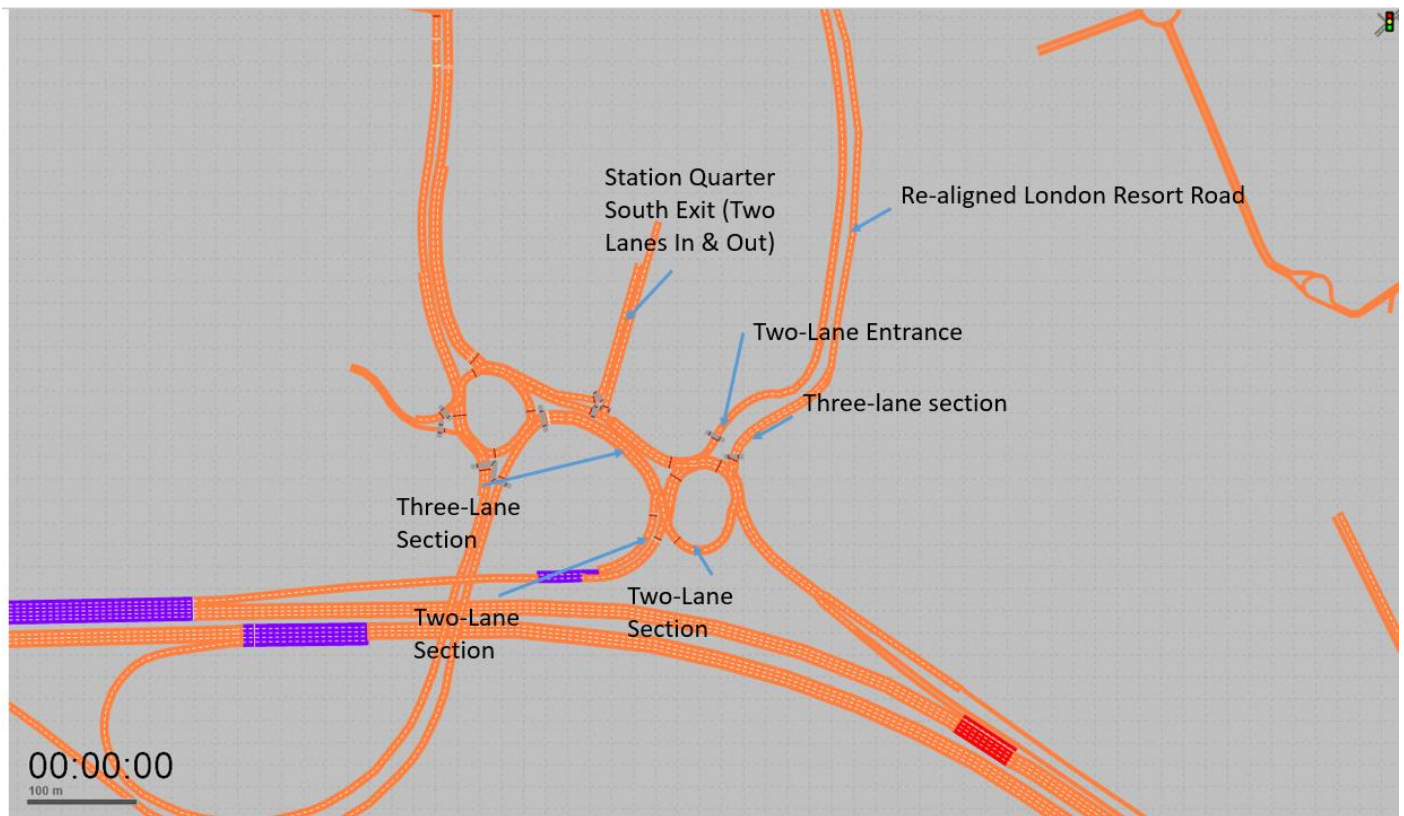 Station Quarter
South Exit (Two
Lanes In & Out)
Re-aligned London Resort Road
Two-Lane Entrance
Three-lane section
Three-Lane
Section
Two-Lane
Section
Two-Lane
Section
00:00:00
100 m